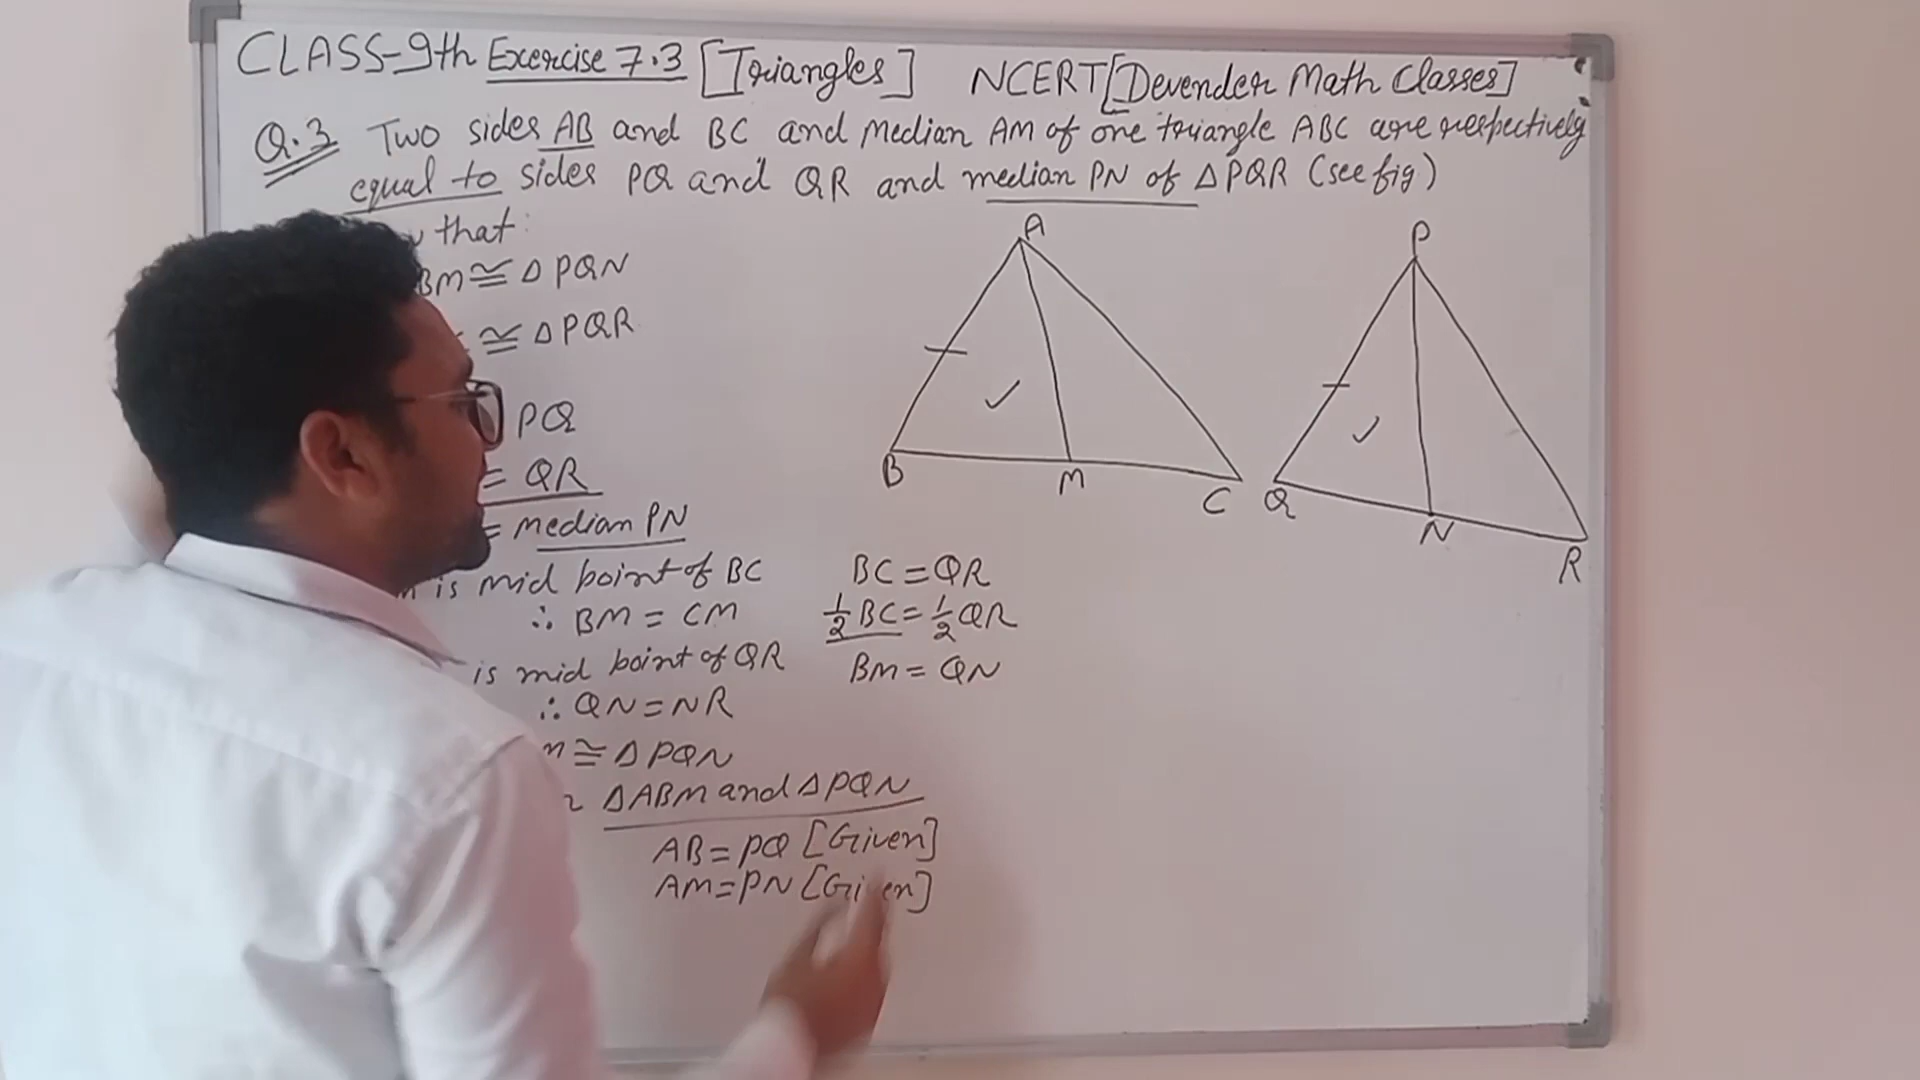 CLASS-9th Exercise 7.3 [Triangles] NCERT [Devender Math Classes]
Q.3 Two sides AB and BC and Median AM of one triangle ABC are respectively
equal to sides PQ and QR and median PN of △PQR (see fig)
that:
BM ≅ △PQN
≅ △PQR
PQ
= QR
= median PN
is mid point of BC
∴ BM = CM
is mid point of QR
∴ QN = NR
≅ △PQN
△ABM and △PQN
AB = PQ [Given]
AM = PN [Given]
BC = QR
1/2 BC = 1/2 QR
BM = QN
A
B
M
C
P
Q
N
R